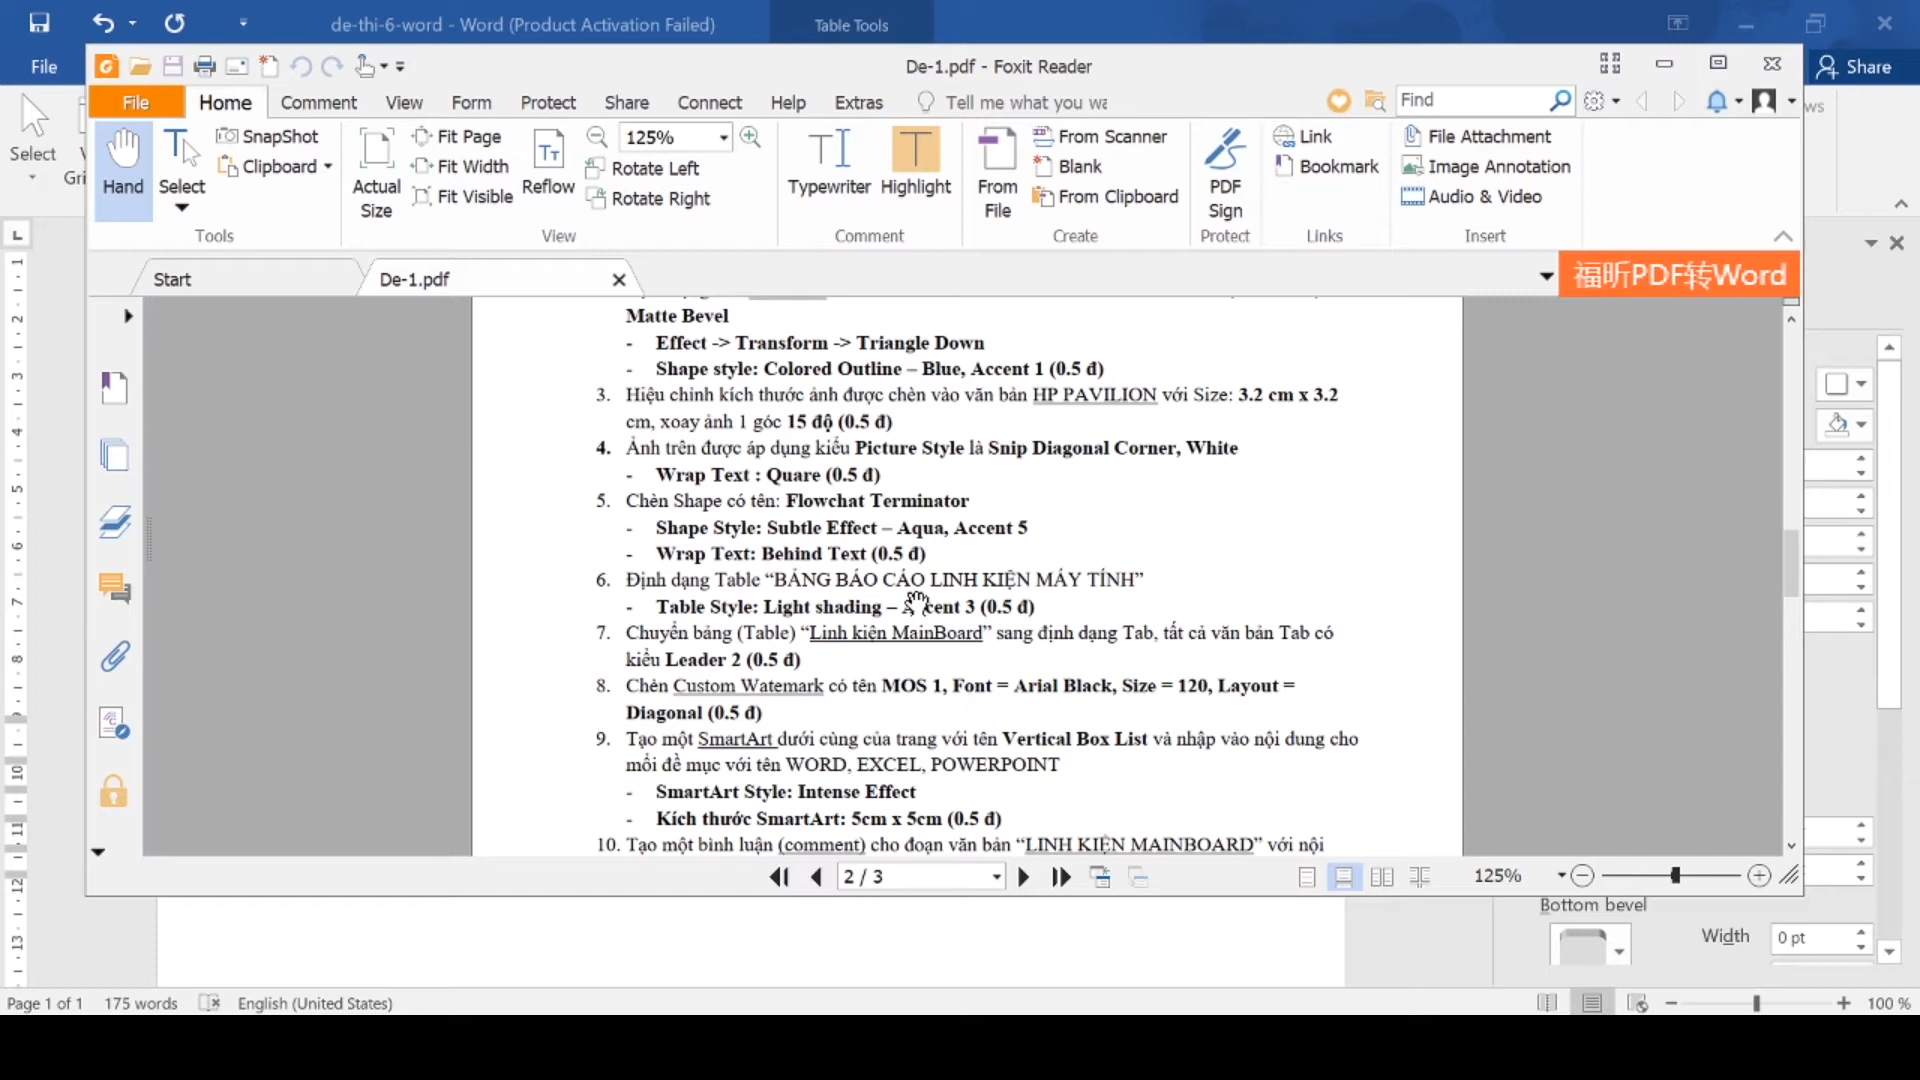 de-thi-6-word - Word (Product Activation Failed)
Table Tools
File
Share
De-1.pdf - Foxit Reader
File
Home
Comment
View
Form
Protect
Share
Connect
Help
Extras
Tell me what you wa
Find
Select
Gri
ws
Hand
Select
SnapShot
Clipboard
Tools
Actual Size
Fit Page
Fit Width
Fit Visible
Reflow
125%
Rotate Left
Rotate Right
View
Typewriter
Highlight
Comment
From File
From Scanner
Blank
From Clipboard
Create
PDF Sign
Protect
Link
Bookmark
Links
File Attachment
Image Annotation
Audio & Video
Insert
Start
De-1.pdf
福昕PDF转Word
Matte Bevel
- Effect -> Transform -> Triangle Down
- Shape style: Colored Outline – Blue, Accent 1 (0.5 đ)
3. Hiệu chỉnh kích thước ảnh được chèn vào văn bản HP PAVILION với Size: 3.2 cm x 3.2
cm, xoay ảnh 1 góc 15 độ (0.5 đ)
4. Ảnh trên được áp dụng kiểu Picture Style là Snip Diagonal Corner, White
- Wrap Text : Quare (0.5 đ)
5. Chèn Shape có tên: Flowchat Terminator
- Shape Style: Subtle Effect – Aqua, Accent 5
- Wrap Text: Behind Text (0.5 đ)
6. Định dạng Table “BẢNG BÁO CÁO LINH KIỆN MÁY TÍNH”
- Table Style: Light shading – Accent 3 (0.5 đ)
7. Chuyển bảng (Table) “Linh kiện MainBoard” sang định dạng Tab, tất cả văn bản Tab có
kiểu Leader 2 (0.5 đ)
8. Chèn Custom Watemark có tên MOS 1, Font = Arial Black, Size = 120, Layout =
Diagonal (0.5 đ)
9. Tạo một SmartArt dưới cùng của trang với tên Vertical Box List và nhập vào nội dung cho
mỗi đề mục với tên WORD, EXCEL, POWERPOINT
- SmartArt Style: Intense Effect
- Kích thước SmartArt: 5cm x 5cm (0.5 đ)
10. Tạo một bình luận (comment) cho đoạn văn bản “LINH KIỆN MAINBOARD” với nội
2 / 3
125%
Bottom bevel
Width
0 pt
Page 1 of 1
175 words
English (United States)
100 %